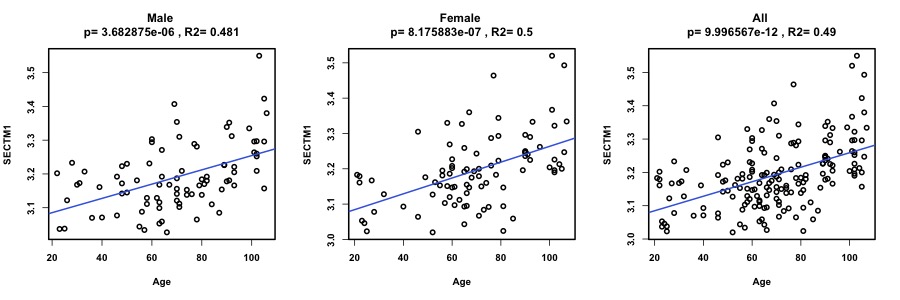 Male
p= 3.682875e-06 , R2= 0.481
SECTM1
3.5
3.4
3.3
3.2
3.1
20 40 60 80 100
Age
Female
p= 8.175883e-07 , R2= 0.5
SECTM1
3.5
3.4
3.3
3.2
3.1
3.0
20 40 60 80 100
Age
All
p= 9.996567e-12 , R2= 0.49
SECTM1
3.5
3.4
3.3
3.2
3.1
3.0
20 40 60 80 100
Age